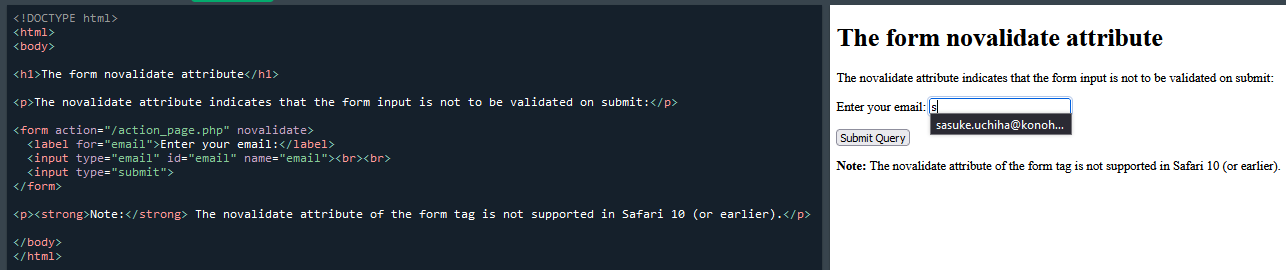 <!DOCTYPE html>
<html>
<body>
<h1>The form novalidate attribute</h1>
<p>The novalidate attribute indicates that the form input is not to be validated on submit:</p>
<form action="/action_page.php" novalidate>
<label for="email">Enter your email:</label>
<input type="email" id="email" name="email"><br><br>
<input type="submit">
</form>
<p><strong>Note:</strong> The novalidate attribute of the form tag is not supported in Safari 10 (or earlier).</p>
</body>
</html>
The form novalidate attribute
The novalidate attribute indicates that the form input is not to be validated on submit:
Enter your email: s
sasuke.uchiha@konoh...
Submit Query
Note: The novalidate attribute of the form tag is not supported in Safari 10 (or earlier).